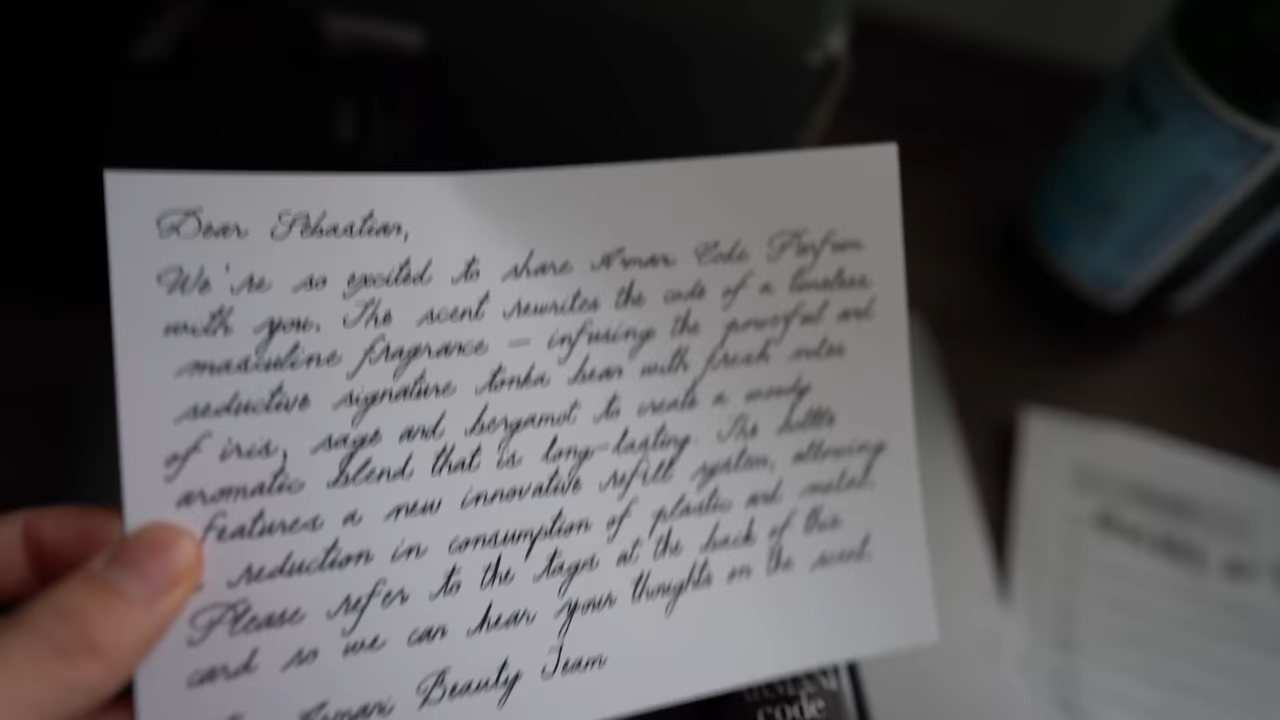 Dear Sebastian,
We're so excited to share Armani Code Parfum
with you. The scent rewrites the code of a timeless
masculine fragrance – infusing the powerful and
seductive signature tonka bean with fresh notes
of iris, sage and bergamot to create a woody
aromatic blend that is long-lasting. The bottle
features a new innovative refill system, allowing
reduction in consumption of plastic and metal.
Please refer to the tags at the back of this
card so we can hear your thoughts on the scent.
Armani Beauty Team
code